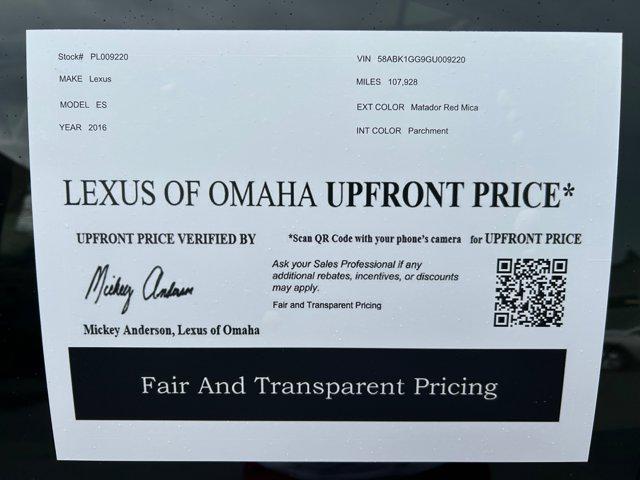 Stock# PL009220
VIN 58ABK1GG9GU009220
MAKE Lexus
MILES 107,928
MODEL ES
EXT COLOR Matador Red Mica
YEAR 2016
INT COLOR Parchment
LEXUS OF OMAHA UPFRONT PRICE*
UPFRONT PRICE VERIFIED BY
*Scan QR Code with your phone's camera for UPFRONT PRICE
Mickey Anderson
Ask your Sales Professional if any
additional rebates, incentives, or discounts
may apply.
Fair and Transparent Pricing
Mickey Anderson, Lexus of Omaha
Fair And Transparent Pricing